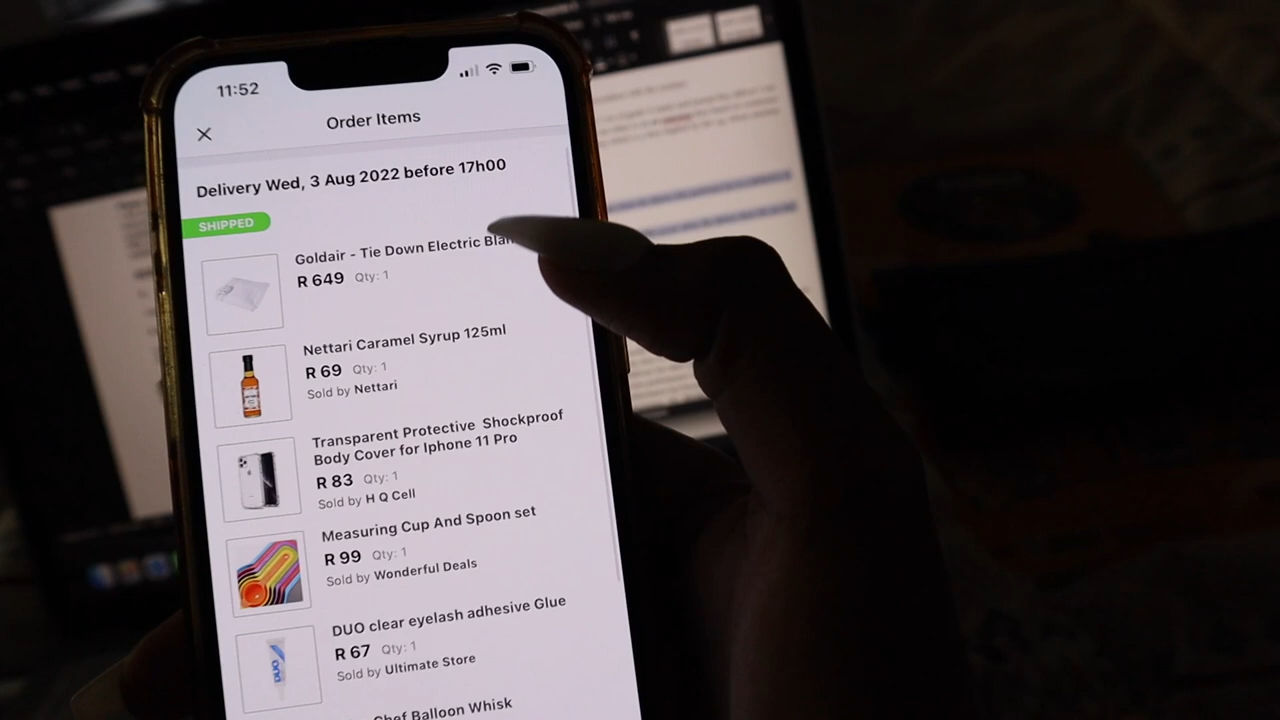 11:52
Order Items
Delivery Wed, 3 Aug 2022 before 17h00
SHIPPED
Goldair - Tie Down Electric Blan
R 649 Qty: 1
Nettari Caramel Syrup 125ml
R 69 Qty: 1
Sold by Nettari
Transparent Protective Shockproof
Body Cover for Iphone 11 Pro
R 83 Qty: 1
Sold by H Q Cell
Measuring Cup And Spoon set
R 99 Qty: 1
Sold by Wonderful Deals
DUO clear eyelash adhesive Glue
R 67 Qty: 1
DUO
Sold by Ultimate Store
Chef Balloon Whisk